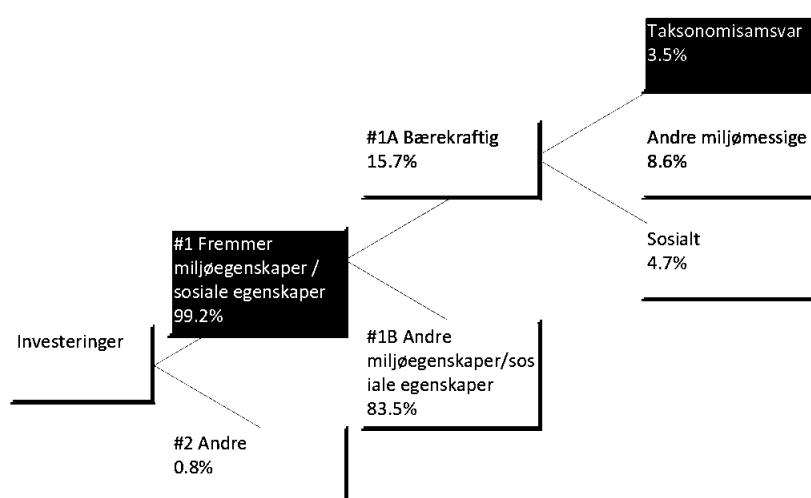 Taksonomisamsvar
3.5%
#1A Bærekraftig
15.7%
Andre miljømessige
8.6%
#1 Fremmer
miljøegenskaper /
sosiale egenskaper
99.2%
Sosialt
4.7%
Investeringer
#1B Andre
miljøegenskaper/sos
iale egenskaper
83.5%
#2 Andre
0.8%